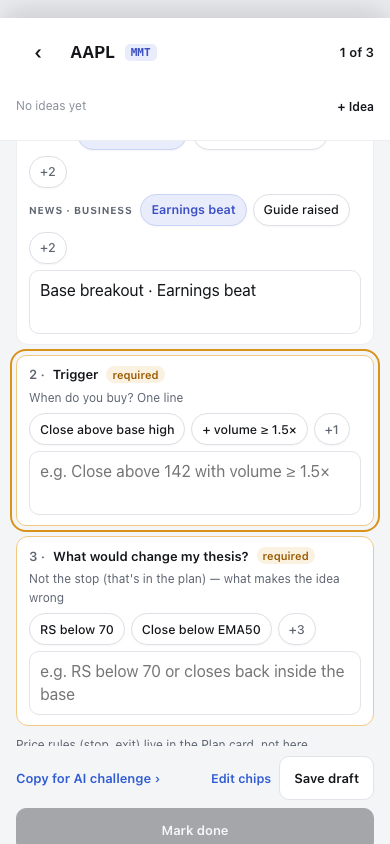 ‹ AAPL MMT 1 of 3
No ideas yet + Idea
+2
NEWS · BUSINESS Earnings beat Guide raised
+2
Base breakout · Earnings beat
2 · Trigger required
When do you buy? One line
Close above base high + volume ≥ 1.5× +1
e.g. Close above 142 with volume ≥ 1.5×
3 · What would change my thesis? required
Not the stop (that's in the plan) — what makes the idea
wrong
RS below 70 Close below EMA50 +3
e.g. RS below 70 or closes back inside the
base
Price rules (stop, exit) live in the Plan card, not here
Copy for AI challenge › Edit chips Save draft
Mark done